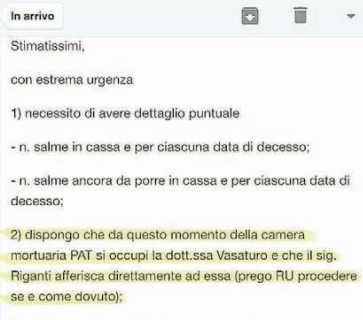 In arrivo
Stimatissimi,
con estrema urgenza
1) necessito di avere dettaglio puntuale
- n. salme in cassa e per ciascuna data di decesso;
- n. salme ancora da porre in cassa e per ciascuna data di
decesso;
2) dispongo che da questo momento della camera
mortuaria PAT si occupi la dott.ssa Vasaturo e che il sig.
Riganti afferisca direttamente ad essa (prego RU procedere
se e come dovuto);